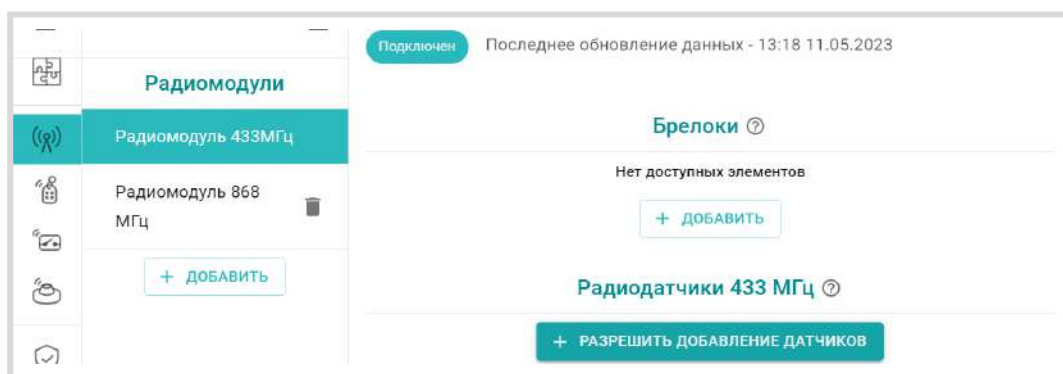 Подключен Последнее обновление данных - 13:18 11.05.2023
Радиомодули
Радиомодуль 433МГц
Радиомодуль 868
МГц
+ ДОБАВИТЬ
Брелоки
Нет доступных элементов
+ ДОБАВИТЬ
Радиодатчики 433 МГц
+ РАЗРЕШИТЬ ДОБАВЛЕНИЕ ДАТЧИКОВ